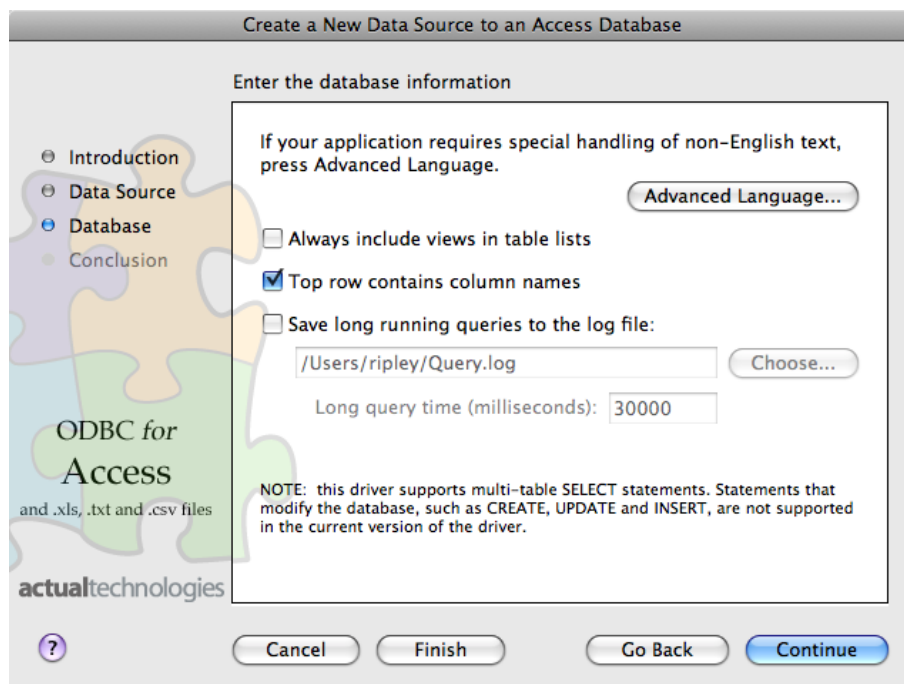 Create a New Data Source to an Access Database
Enter the database information
Introduction
Data Source
Database
Conclusion
ODBC for
Access
and .xls, .txt and .csv files
actualtechnologies
If your application requires special handling of non-English text,
press Advanced Language.
Advanced Language...
Always include views in table lists
Top row contains column names
Save long running queries to the log file:
/Users/ripley/Query.log
Choose...
Long query time (milliseconds): 30000
NOTE: this driver supports multi-table SELECT statements. Statements that
modify the database, such as CREATE, UPDATE and INSERT, are not supported
in the current version of the driver.
?
Cancel
Finish
Go Back
Continue